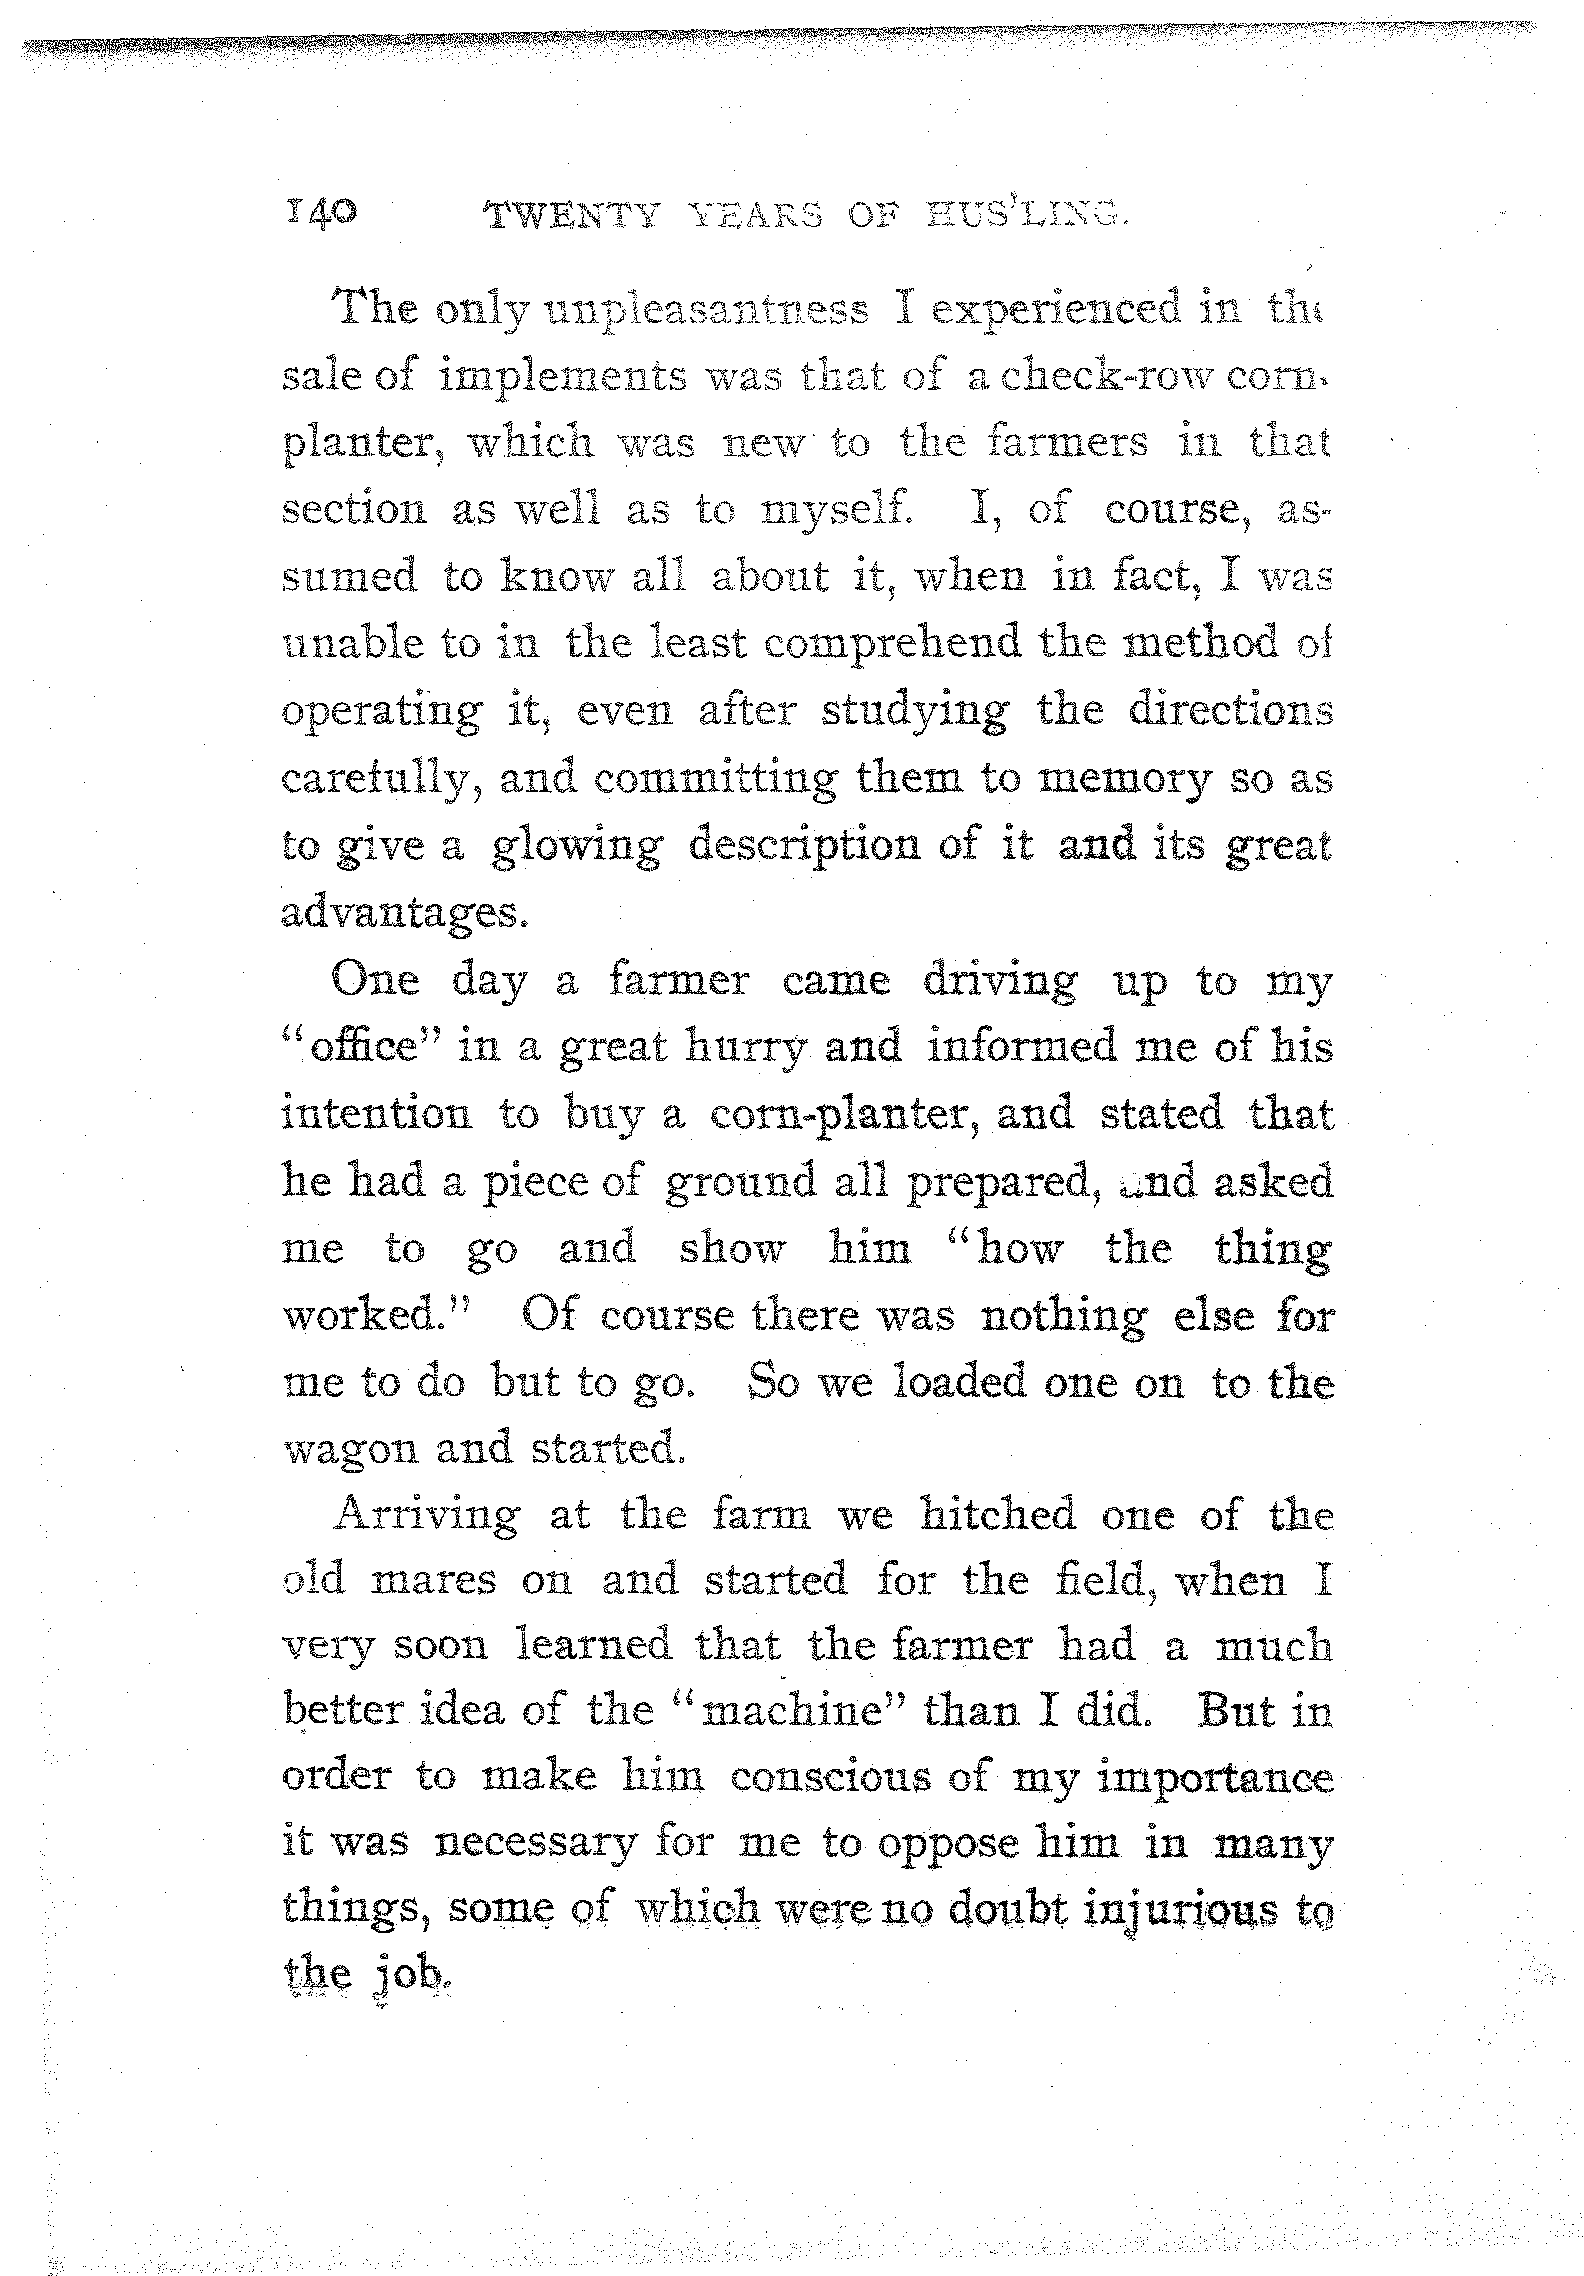 140 TWENTY YEARS OF HUS'LING.
The only unpleasantness I experienced in the
sale of implements was that of a check-row corn-
planter, which was new to the farmers in that
section as well as to myself. I, of course, as-
sumed to know all about it, when in fact, I was
unable to in the least comprehend the method of
operating it, even after studying the directions
carefully, and committing them to memory so as
to give a glowing description of it and its great
advantages.
One day a farmer came driving up to my
“office” in a great hurry and informed me of his
intention to buy a corn-planter, and stated that
he had a piece of ground all prepared, and asked
me to go and show him “how the thing
worked.” Of course there was nothing else for
me to do but to go. So we loaded one on to the
wagon and started.
Arriving at the farm we hitched one of the
old mares on and started for the field, when I
very soon learned that the farmer had a much
better idea of the “machine” than I did. But in
order to make him conscious of my importance
it was necessary for me to oppose him in many
things, some of which were no doubt injurious to
the job.